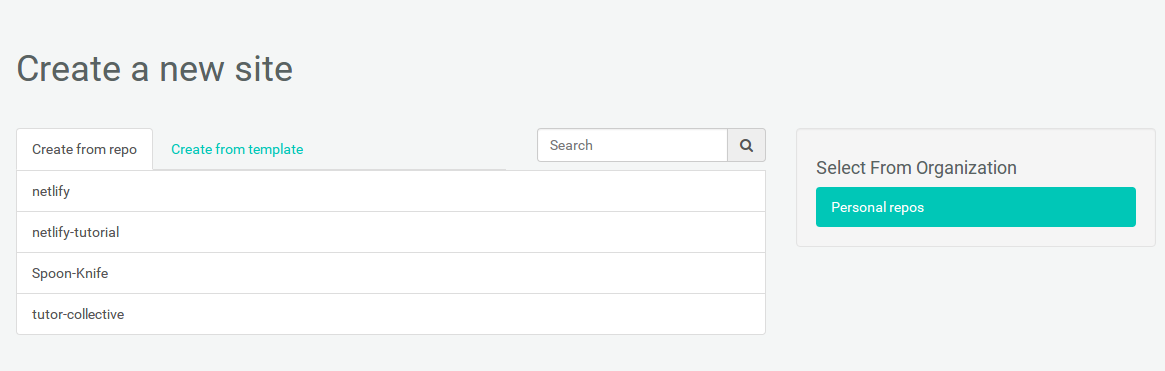 Create a new site
Create from repo
Create from template
Search
netlify
netlify-tutorial
Spoon-Knife
tutor-collective
Select From Organization
Personal repos